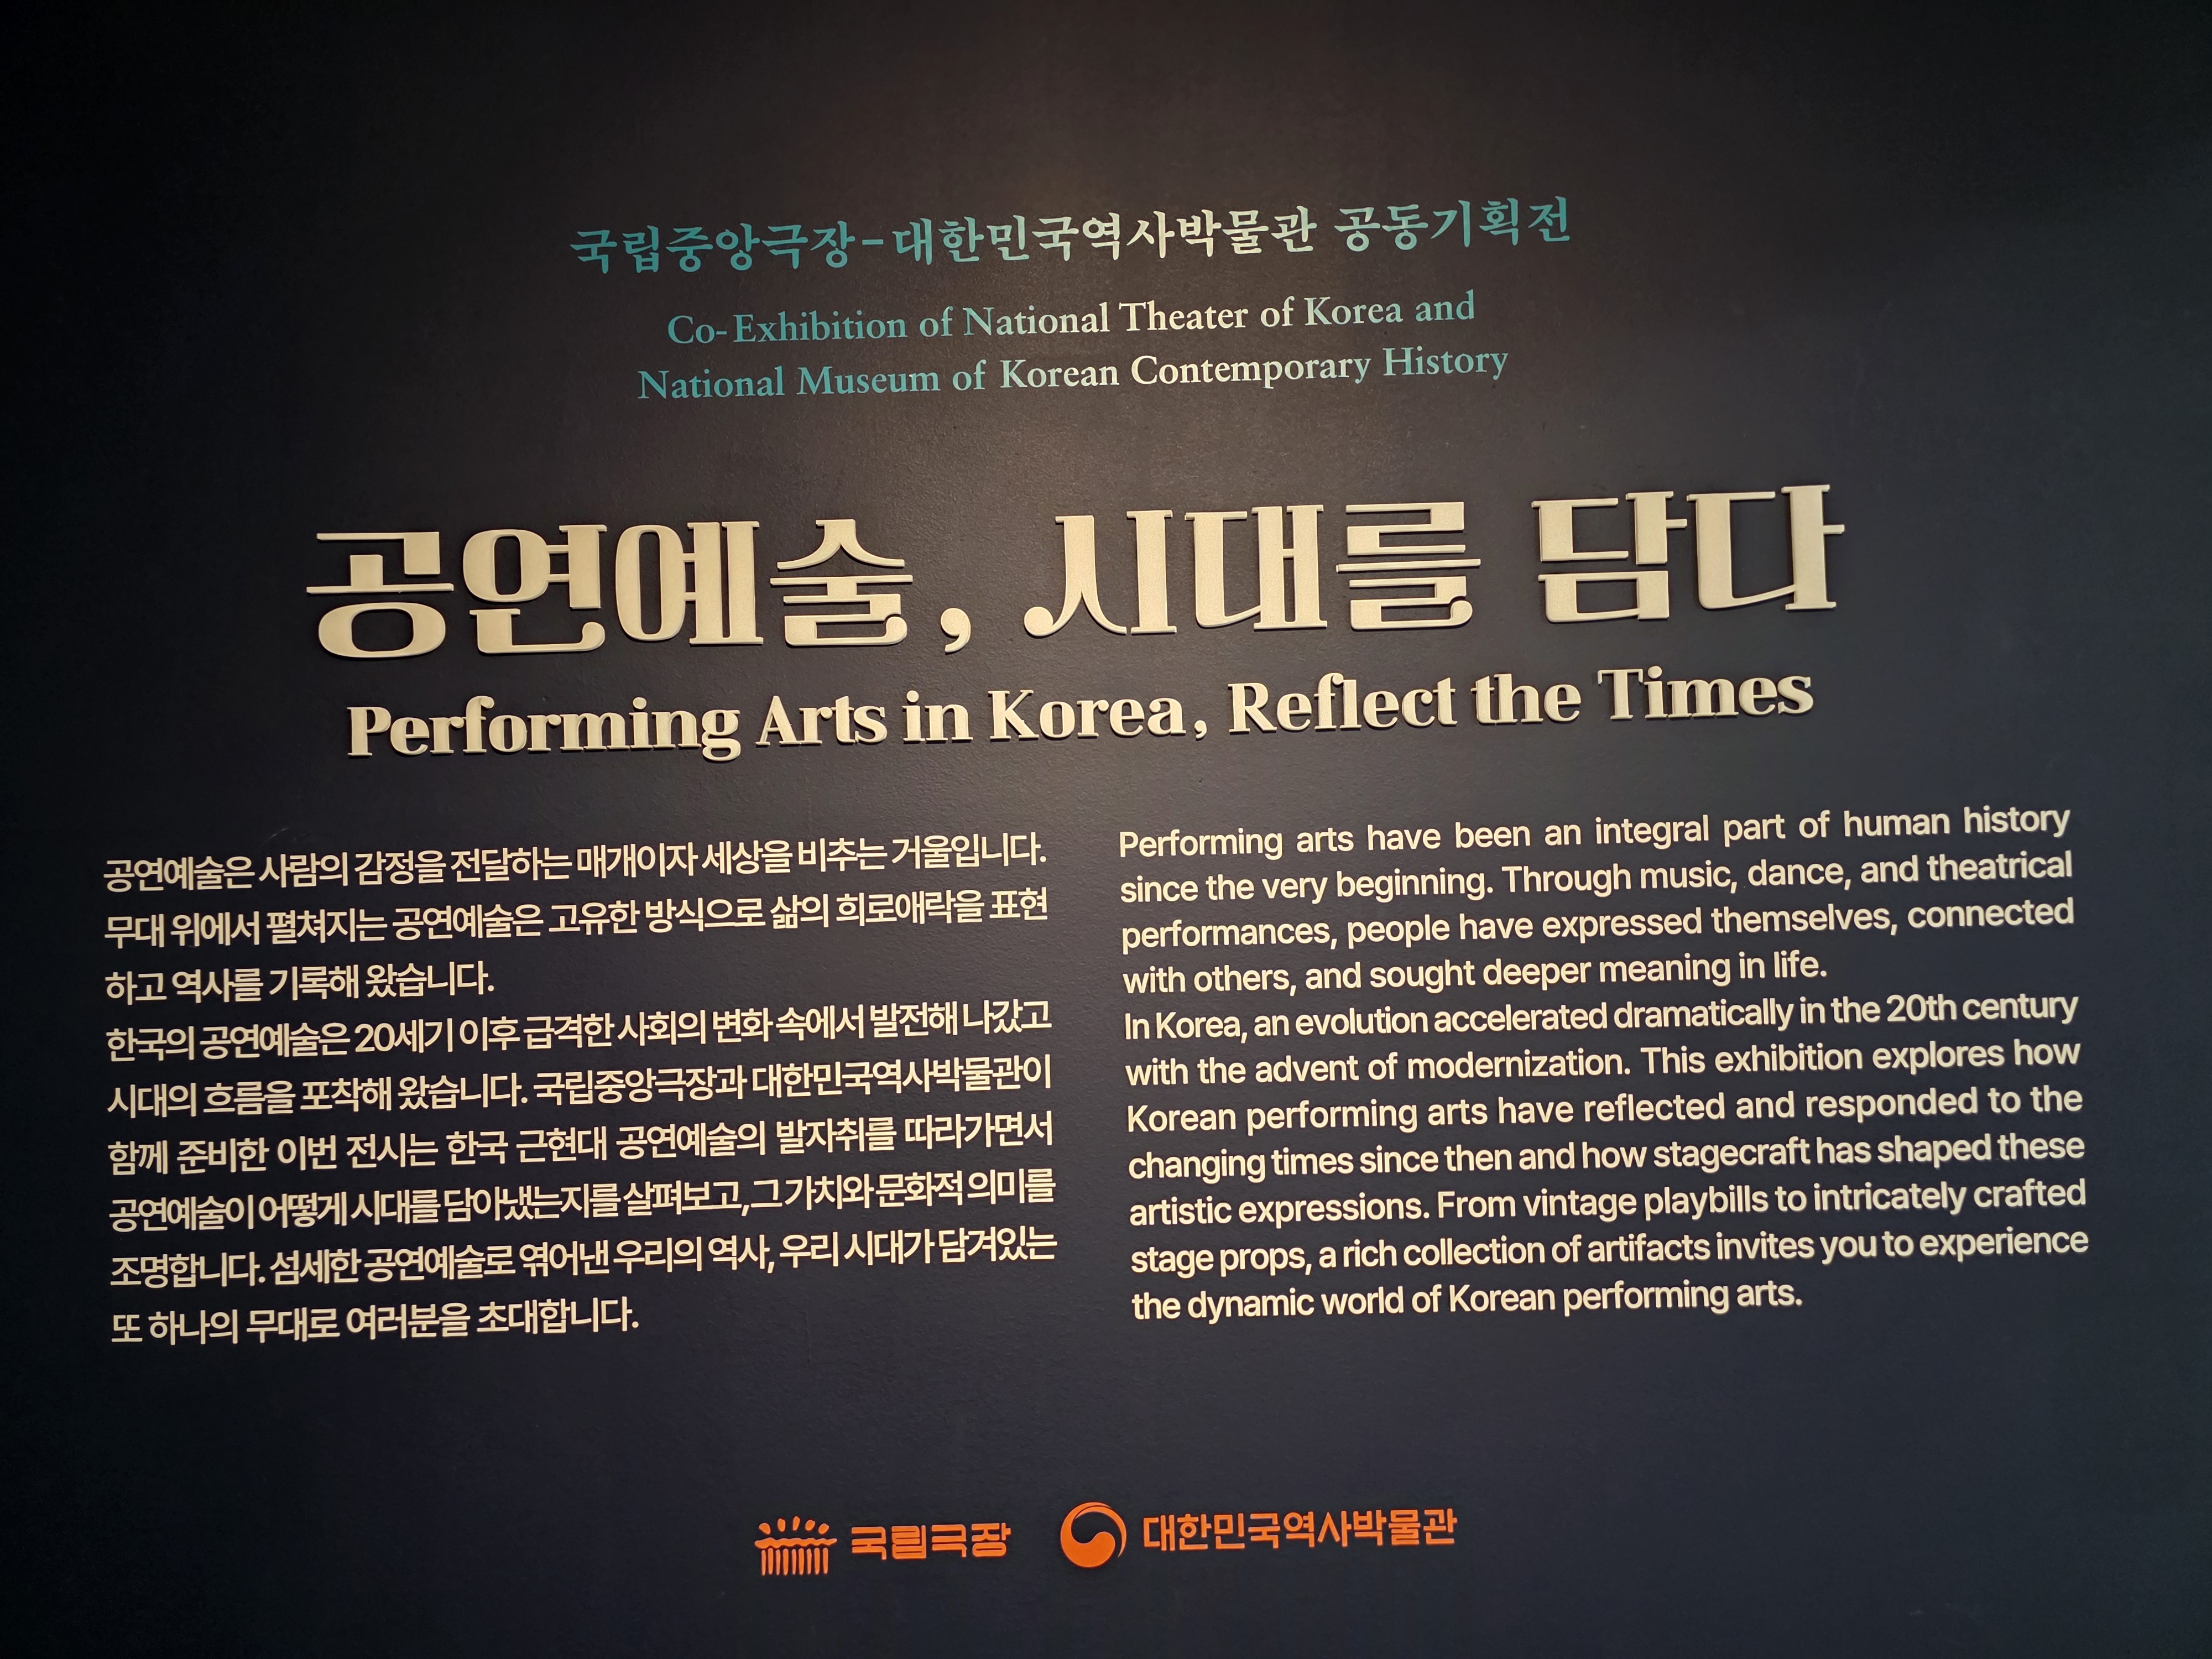 국립중앙극장-대한민국역사박물관 공동기획전
Co-Exhibition of National Theater of Korea and
National Museum of Korean Contemporary History
공연예술, 시대를 담다
Performing Arts in Korea, Reflect the Times
공연예술은 사람의 감정을 전달하는 매개이자 세상을 비추는 거울입니다.
무대 위에서 펼쳐지는 공연예술은 고유한 방식으로 삶의 희로애락을 표현
하고 역사를 기록해 왔습니다.
한국의 공연예술은 20세기 이후 급격한 사회의 변화 속에서 발전해 나갔고
시대의 흐름을 포착해 왔습니다. 국립중앙극장과 대한민국역사박물관이
함께 준비한 이번 전시는 한국 근현대 공연예술의 발자취를 따라가면서
공연예술이 어떻게 시대를 담아냈는지를 살펴보고, 그 가치와 문화적 의미를
조명합니다. 섬세한 공연예술로 엮어낸 우리의 역사, 우리 시대가 담겨있는
또 하나의 무대로 여러분을 초대합니다.
Performing arts have been an integral part of human history
since the very beginning. Through music, dance, and theatrical
performances, people have expressed themselves, connected
with others, and sought deeper meaning in life.
In Korea, an evolution accelerated dramatically in the 20th century
with the advent of modernization. This exhibition explores how
Korean performing arts have reflected and responded to the
changing times since then and how stagecraft has shaped these
artistic expressions. From vintage playbills to intricately crafted
stage props, a rich collection of artifacts invites you to experience
the dynamic world of Korean performing arts.
국립극장
대한민국역사박물관